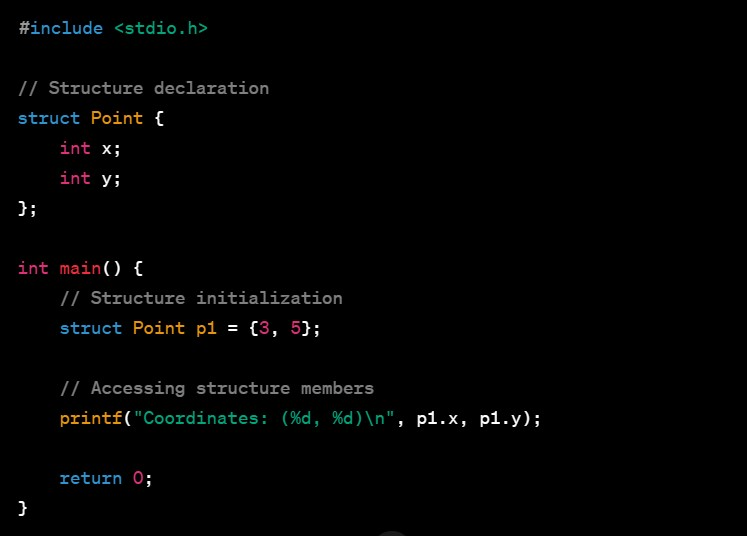 #include <stdio.h>
// Structure declaration
struct Point {
    int x;
    int y;
};
int main() {
    // Structure initialization
    struct Point p1 = {3, 5};
    // Accessing structure members
    printf("Coordinates: (%d, %d)\n", p1.x, p1.y);
    return 0;
}